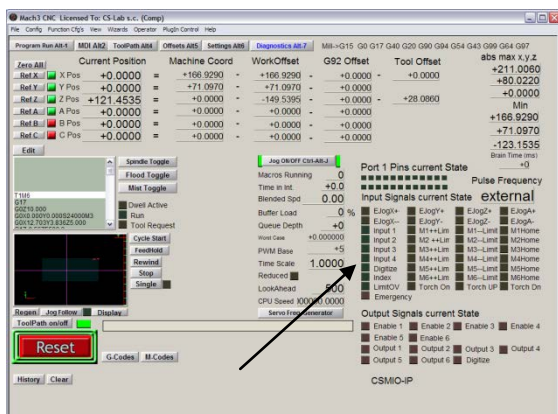 Mach3 CNC Licensed To: CS-Lab s.c. (Comp)
File Config Function Cfg's View Wizards Operator PlugIn Control Help
Program Run Alt-1 MDI Alt2 ToolPath Alt4 Offsets Alt5 Settings Alt6 Diagnostics Alt-7 Mill->G15 G0 G17 G40 G20 G90 G94 G54 G43 G99 G64 G97
Zero All Current Position Machine Coord WorkOffset G92 Offset Tool Offset abs max x,y,z
Ref X X Pos +0.0000 = +166.9290 - +166.9290 - +0.0000 - +0.0000 +211.0060
Ref Y Y Pos +0.0000 = +71.0970 - +71.0970 - +0.0000 +80.0220
Ref Z Z Pos +121.4535 = +0.0000 - -149.5395 - +0.0000 - +28.0860 +0.0000
Ref A A Pos +0.0000 = +0.0000 - +0.0000 - +0.0000 Min
Ref B B Pos +0.0000 = +0.0000 - +0.0000 - +0.0000 +166.9290
Ref C C Pos +0.0000 = +0.0000 - +0.0000 - +0.0000 +71.0970
-123.1535
Edit
Brain Time (ms)
+0
Spindle Toggle
Flood Toggle
Mist Toggle
Dwell Active
Run
Tool Request
T1M6
G17
G0Z10.000
G0X0.000Y0.000S24000M3
G0X12.703Y3.836Z5.000
Cycle Start
FeedHold
Rewind
Stop
Single
Regen Jog Follow Display
ToolPath on/off
Reset
G-Codes M-Codes
History Clear
Jog ON/OFF Ctrl-Alt-J
Macros Running 0
Time in Int. +0.0
Blended Spd 0.00
Buffer Load 0 %
Queue Depth +0
Worst Case +0.000000
PWM Base +5
Time Scale 1.0000
Reduced
LookAhead 500
CPU Speed
Servo Freq Generator
Port 1 Pins current State
Pulse Frequency
Input Signals current State external
EJogX+ EJogY+ EJogZ+ EJogA+
EJogX- EJogY- EJogZ- EJogA-
Input 1 M1++Lim M1--Limit M1Home
Input 2 M2 ++Lim M2--Limit M2Home
Input 3 M3++Lim M3--Limit M3Home
Input 4 M4++Lim M4--Limit M4Home
Digitize M5++Lim M5--Limit M5Home
Index M6++Lim M6--Limit M6Home
LimitOV Torch On Torch UP Torch Dn
Emergency
Output Signals current State
Enable 1 Enable 2 Enable 3 Enable 4
Enable 5 Enable 6
Output 1 Output 2 Output 3 Output 4
Output 5 Output 6 Digitize
CSMIO-IP